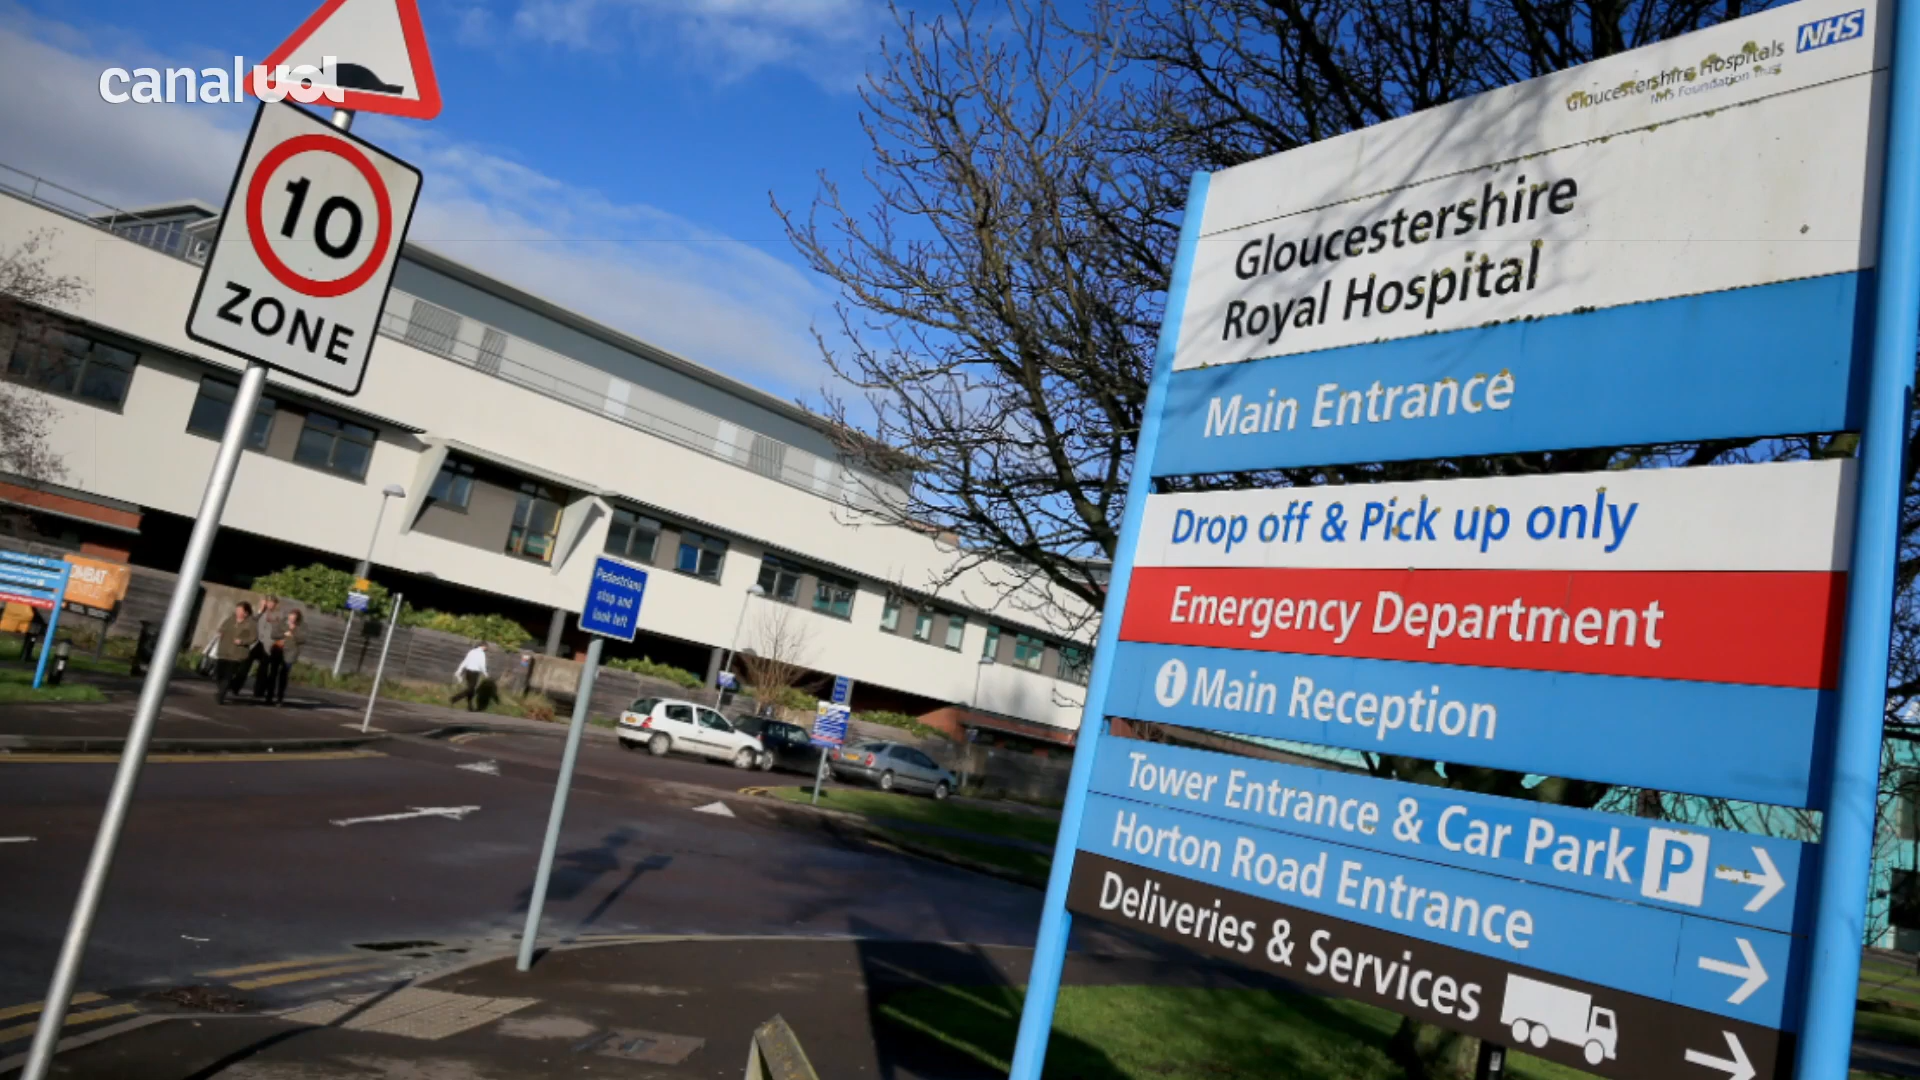 canal uol
10
ZONE
Pedestrians
stop and
look left
Gloucestershire Hospitals NHS
NHS Foundation Trust
Gloucestershire
Royal Hospital
Main Entrance
Drop off & Pick up only
Emergency Department
i Main Reception
Tower Entrance & Car Park P
Horton Road Entrance
Deliveries & Services